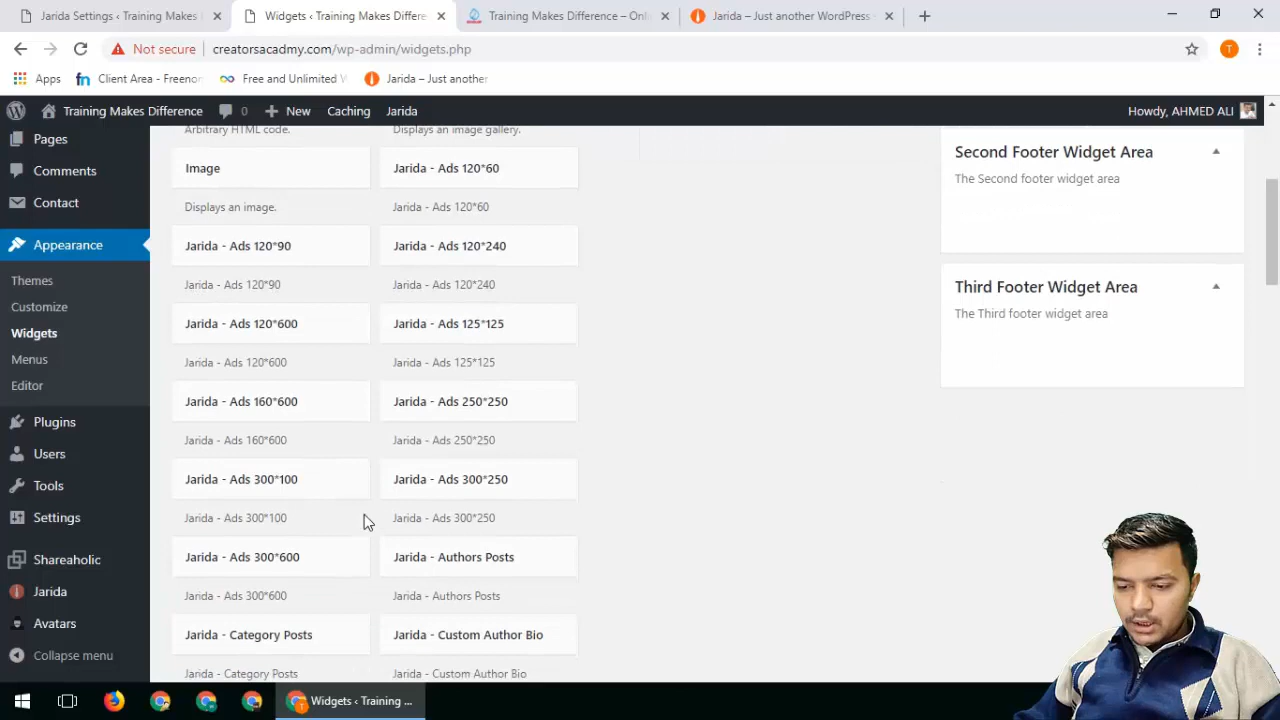 Jarida Settings ‹ Training Makes
Widgets ‹ Training Makes Differe
Training Makes Difference – Onli
Jarida – Just another WordPress s
Not secure
creatorsacadmy.com/wp-admin/widgets.php
T
Apps
Client Area - Freenon
Free and Unlimited W
Jarida – Just another
Training Makes Difference
0
New
Caching
Jarida
Howdy, AHMED ALI
Pages
Comments
Contact
Appearance
Themes
Customize
Widgets
Menus
Editor
Plugins
Users
Tools
Settings
Shareaholic
Jarida
Avatars
Collapse menu
Arbitrary HTML code.
Displays an image gallery.
Image
Jarida - Ads 120*60
Displays an image.
Jarida - Ads 120*60
Jarida - Ads 120*90
Jarida - Ads 120*240
Jarida - Ads 120*90
Jarida - Ads 120*240
Jarida - Ads 120*600
Jarida - Ads 125*125
Jarida - Ads 120*600
Jarida - Ads 125*125
Jarida - Ads 160*600
Jarida - Ads 250*250
Jarida - Ads 160*600
Jarida - Ads 250*250
Jarida - Ads 300*100
Jarida - Ads 300*250
Jarida - Ads 300*100
Jarida - Ads 300*250
Jarida - Ads 300*600
Jarida - Authors Posts
Jarida - Ads 300*600
Jarida - Authors Posts
Jarida - Category Posts
Jarida - Custom Author Bio
Jarida - Category Posts
Jarida - Custom Author Bio
Second Footer Widget Area
The Second footer widget area
Third Footer Widget Area
The Third footer widget area
Widgets ‹ Training ...